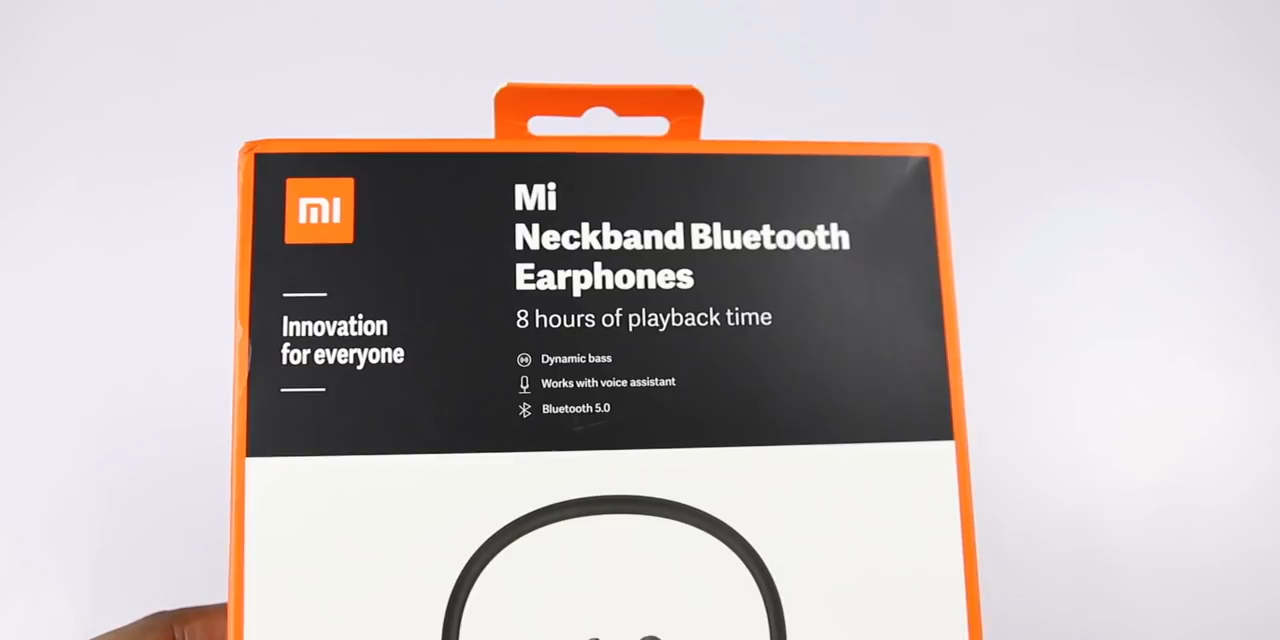 mi
Innovation
for everyone
Mi
Neckband Bluetooth
Earphones
8 hours of playback time
Dynamic bass
Works with voice assistant
Bluetooth 5.0